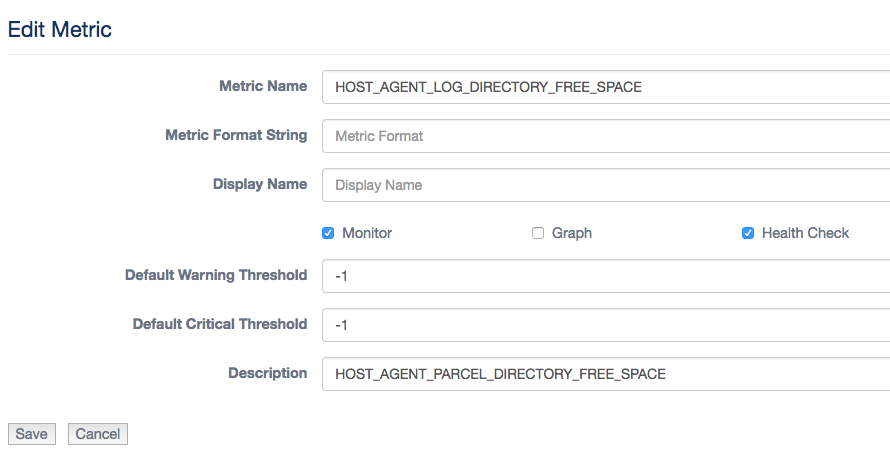 Edit Metric
Metric Name HOST_AGENT_LOG_DIRECTORY_FREE_SPACE
Metric Format String Metric Format
Display Name Display Name
Monitor Graph Health Check
Default Warning Threshold -1
Default Critical Threshold -1
Description HOST_AGENT_PARCEL_DIRECTORY_FREE_SPACE
Save Cancel